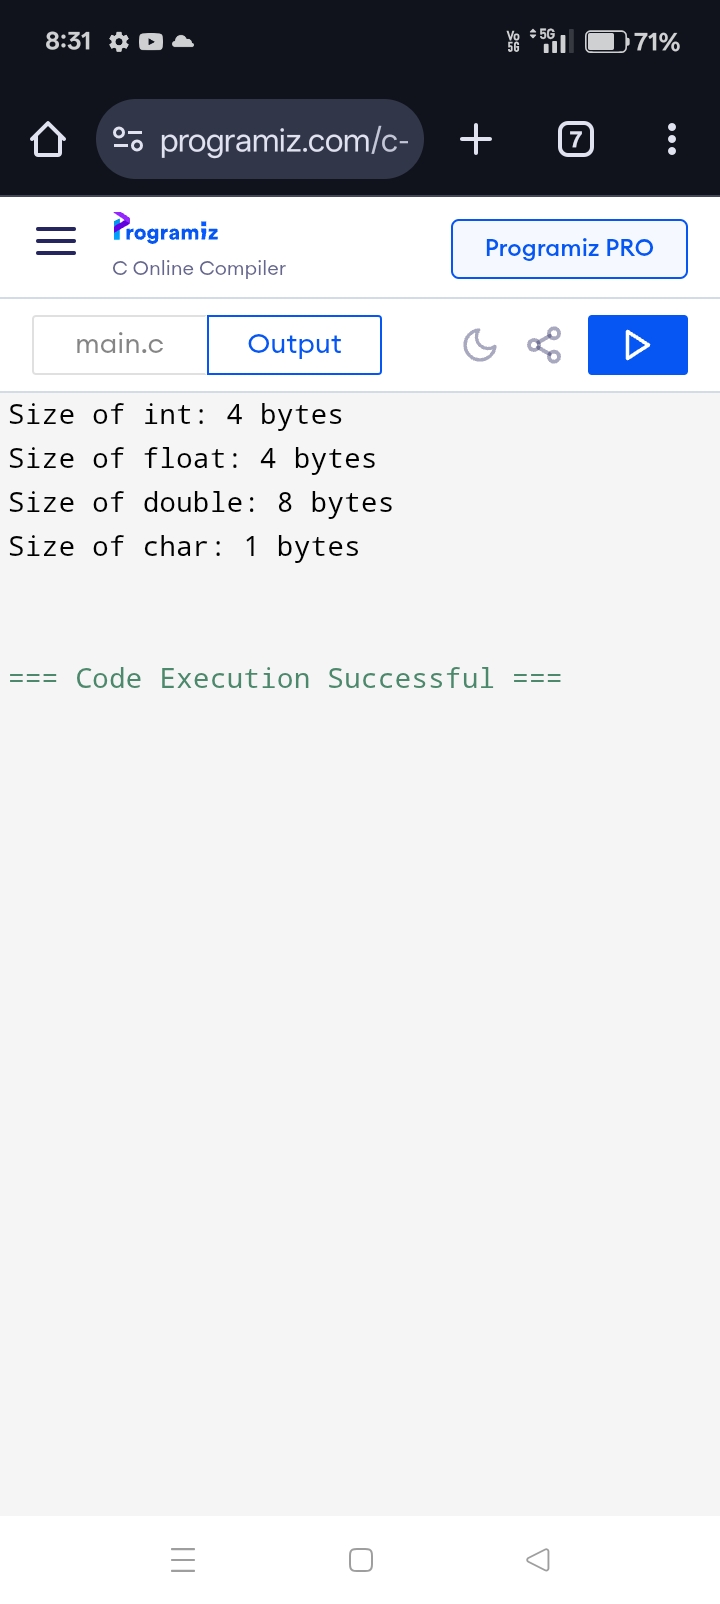 8:31
Vo 5G 5G 71%
programiz.com/c-
7
Programiz
C Online Compiler
Programiz PRO
main.c
Output
Size of int: 4 bytes
Size of float: 4 bytes
Size of double: 8 bytes
Size of char: 1 bytes
=== Code Execution Successful ===